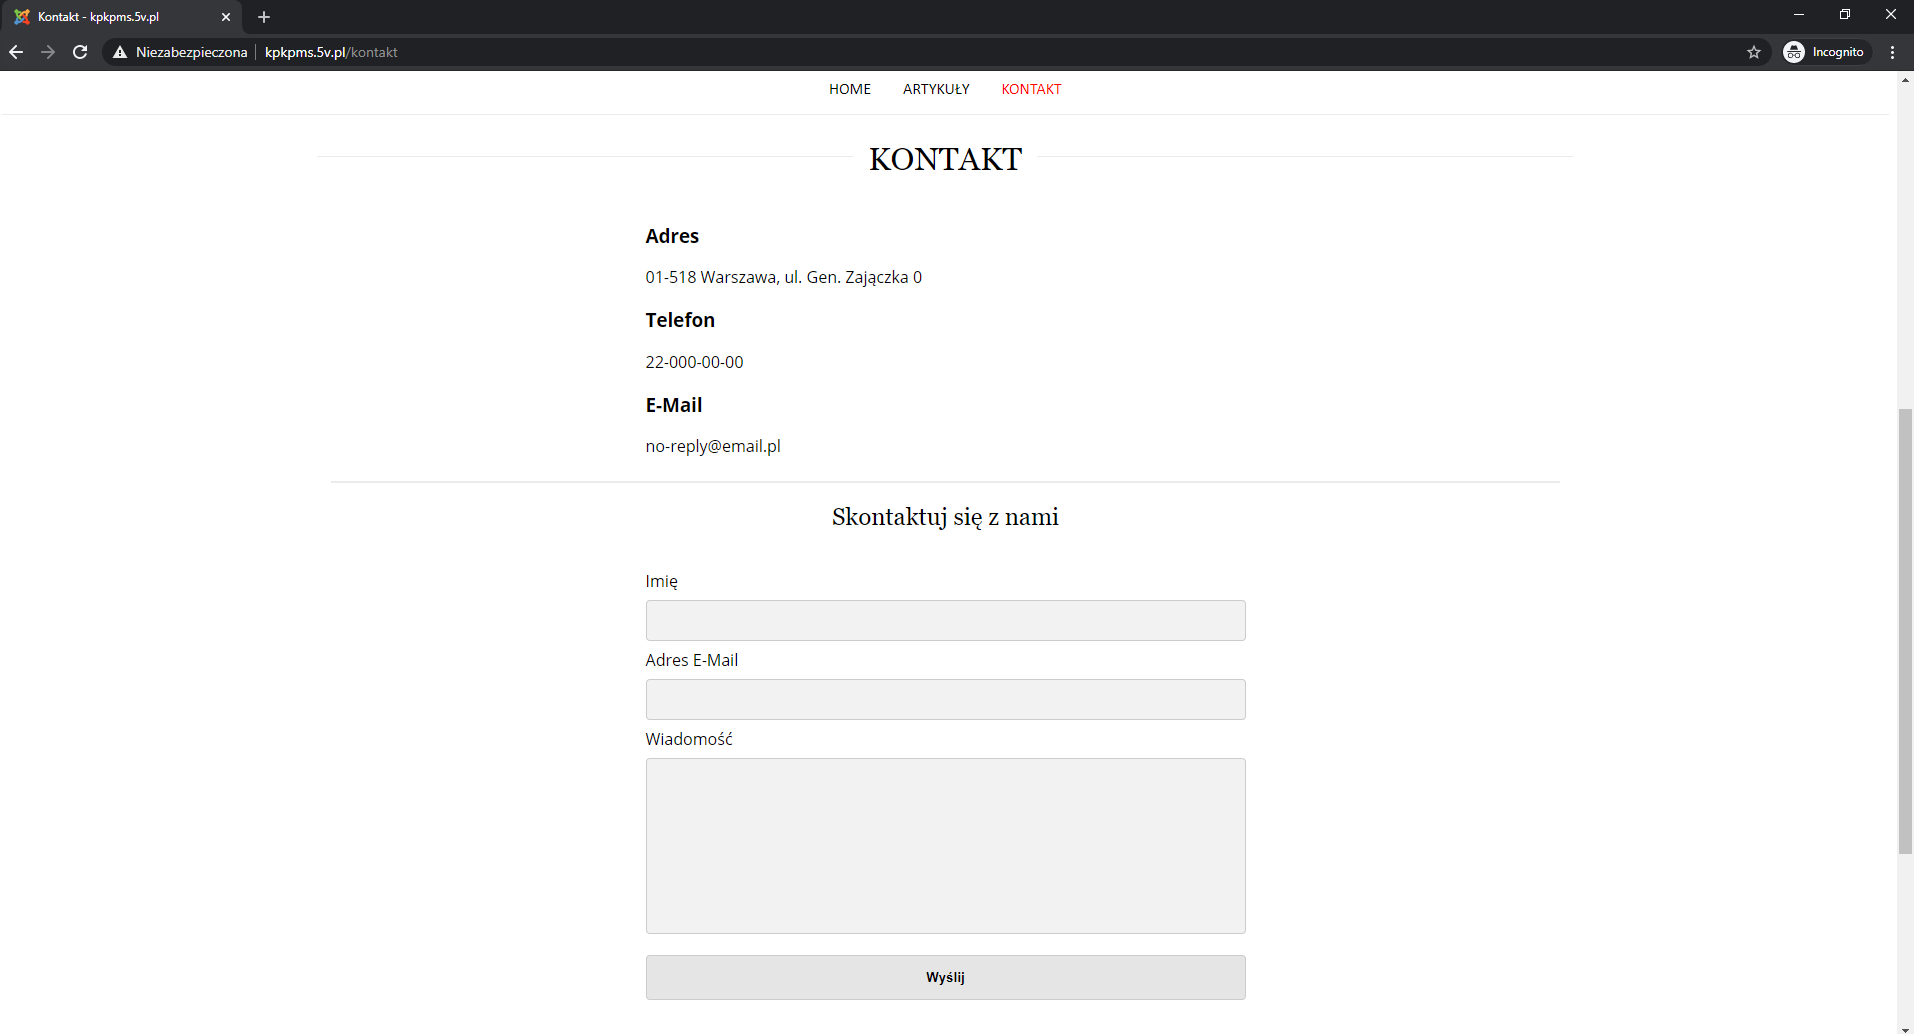 Kontakt - kpkpms.5v.pl
Niezabezpieczona kpkpms.5v.pl/kontakt Incognito
HOME ARTYKUŁY KONTAKT
KONTAKT
Adres
01-518 Warszawa, ul. Gen. Zajączka 0
Telefon
22-000-00-00
E-Mail
no-reply@email.pl
Skontaktuj się z nami
Imię
Adres E-Mail
Wiadomość
Wyślij